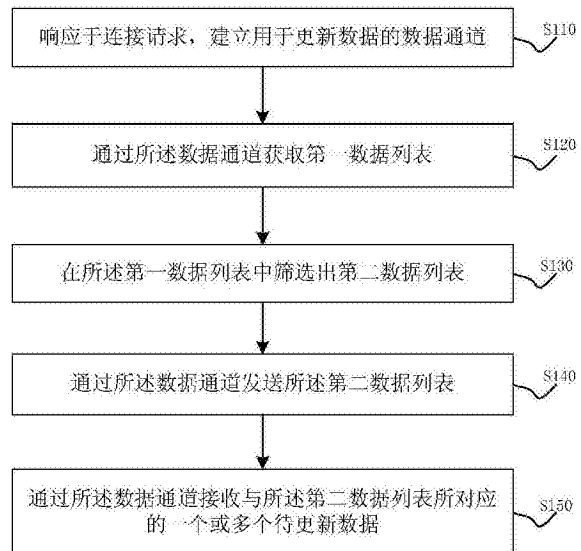 响应于连接请求，建立用于更新数据的数据通道
S110
通过所述数据通道获取第一数据列表
S120
在所述第一数据列表中筛选出第二数据列表
S130
通过所述数据通道发送所述第二数据列表
S140
通过所述数据通道接收与所述第二数据列表所对应
的一个或多个待更新数据
S150